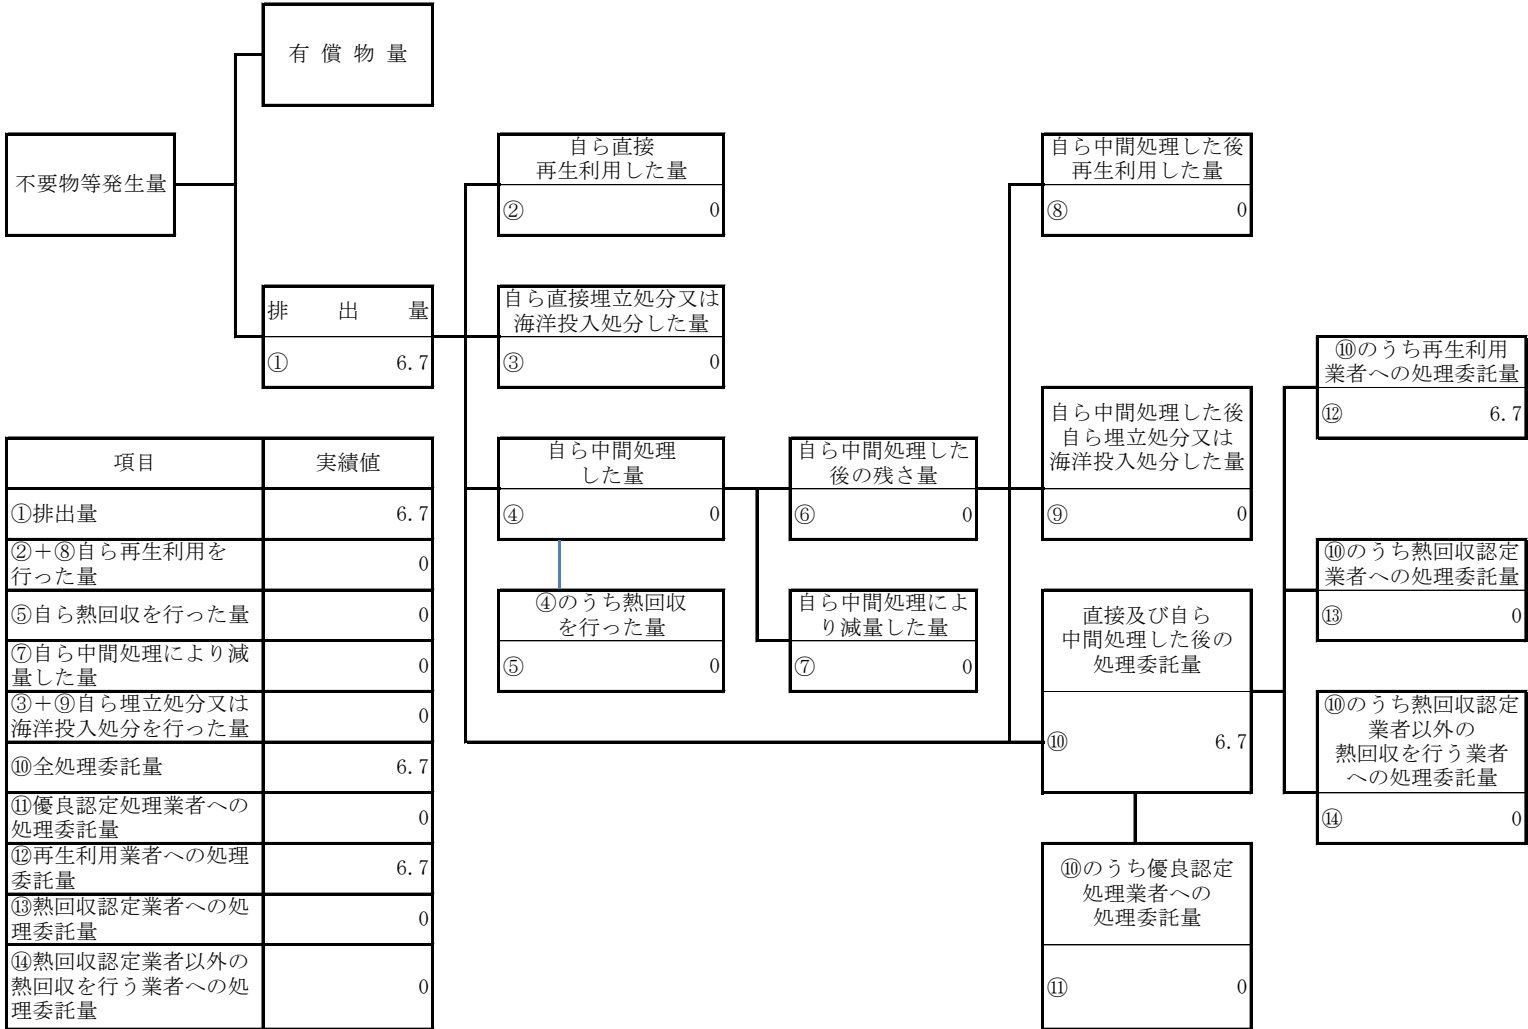 有 償 物 量
不要物等発生量
自ら直接
再生利用した量
② 0
自ら中間処理した後
再生利用した量
⑧ 0
排 出 量
① 6.7
自ら直接埋立処分又は
海洋投入処分した量
③ 0
⑩のうち再生利用
業者への処理委託量
⑫ 6.7
自ら中間処理
した量
④ 0
自ら中間処理した
後の残さ量
⑥ 0
自ら中間処理した後
自ら埋立処分又は
海洋投入処分した量
⑨ 0
⑩のうち熱回収認定
業者への処理委託量
⑬ 0
④のうち熱回収
を行った量
⑤ 0
自ら中間処理によ
り減量した量
⑦ 0
直接及び自ら
中間処理した後の
処理委託量
⑩ 6.7
⑩のうち熱回収認定
業者以外の
熱回収を行う業者
への処理委託量
⑭ 0
⑩のうち優良認定
処理業者への
処理委託量
⑪ 0
項目 実績値
①排出量 6.7
②＋⑧自ら再生利用を
行った量 0
⑤自ら熱回収を行った量 0
⑦自ら中間処理により減
量した量 0
③＋⑨自ら埋立処分又は
海洋投入処分を行った量 0
⑩全処理委託量 6.7
⑪優良認定処理業者への
処理委託量 0
⑫再生利用業者への処理
委託量 6.7
⑬熱回収認定業者への処
理委託量 0
⑭熱回収認定業者以外の
熱回収を行う業者への処
理委託量 0